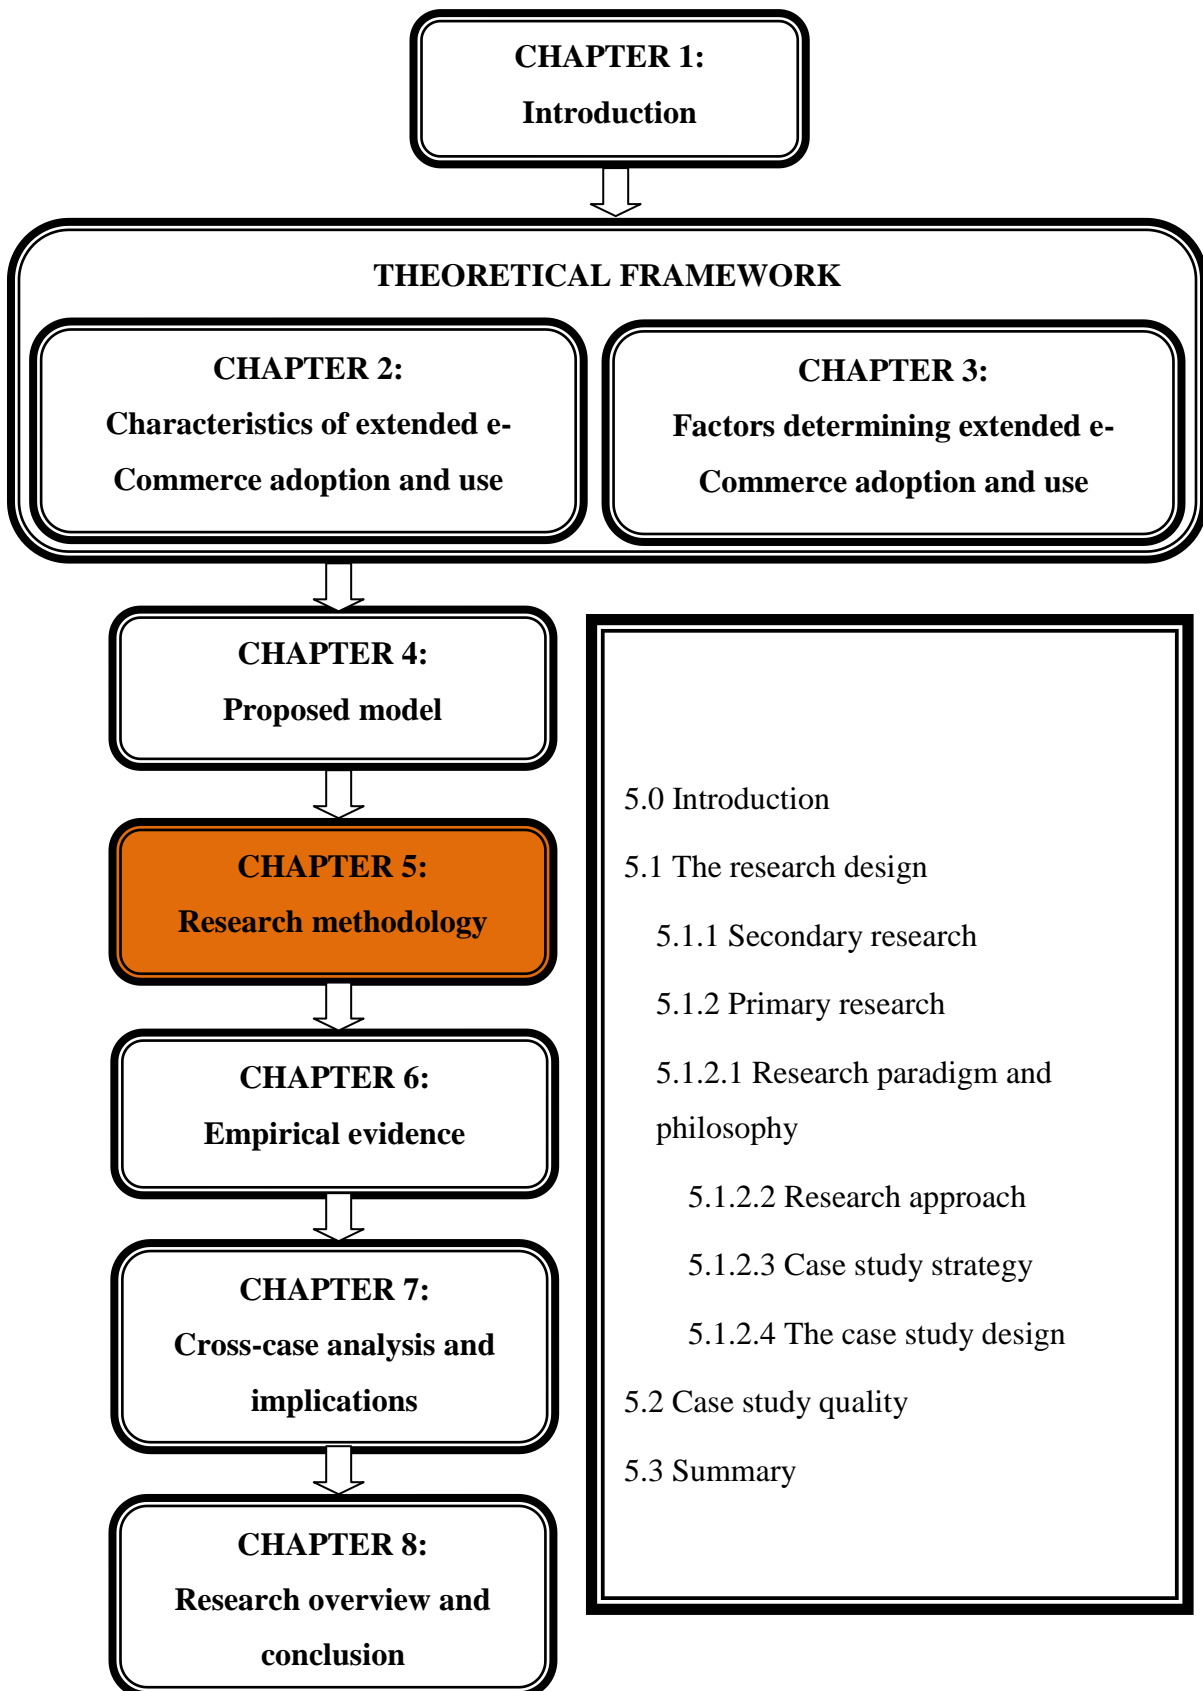 CHAPTER 1:
Introduction
THEORETICAL FRAMEWORK
CHAPTER 2:
Characteristics of extended e-
Commerce adoption and use
CHAPTER 3:
Factors determining extended e-
Commerce adoption and use
CHAPTER 4:
Proposed model
CHAPTER 5:
Research methodology
CHAPTER 6:
Empirical evidence
CHAPTER 7:
Cross-case analysis and
implications
CHAPTER 8:
Research overview and
conclusion
5.0 Introduction
5.1 The research design
5.1.1 Secondary research
5.1.2 Primary research
5.1.2.1 Research paradigm and
philosophy
5.1.2.2 Research approach
5.1.2.3 Case study strategy
5.1.2.4 The case study design
5.2 Case study quality
5.3 Summary